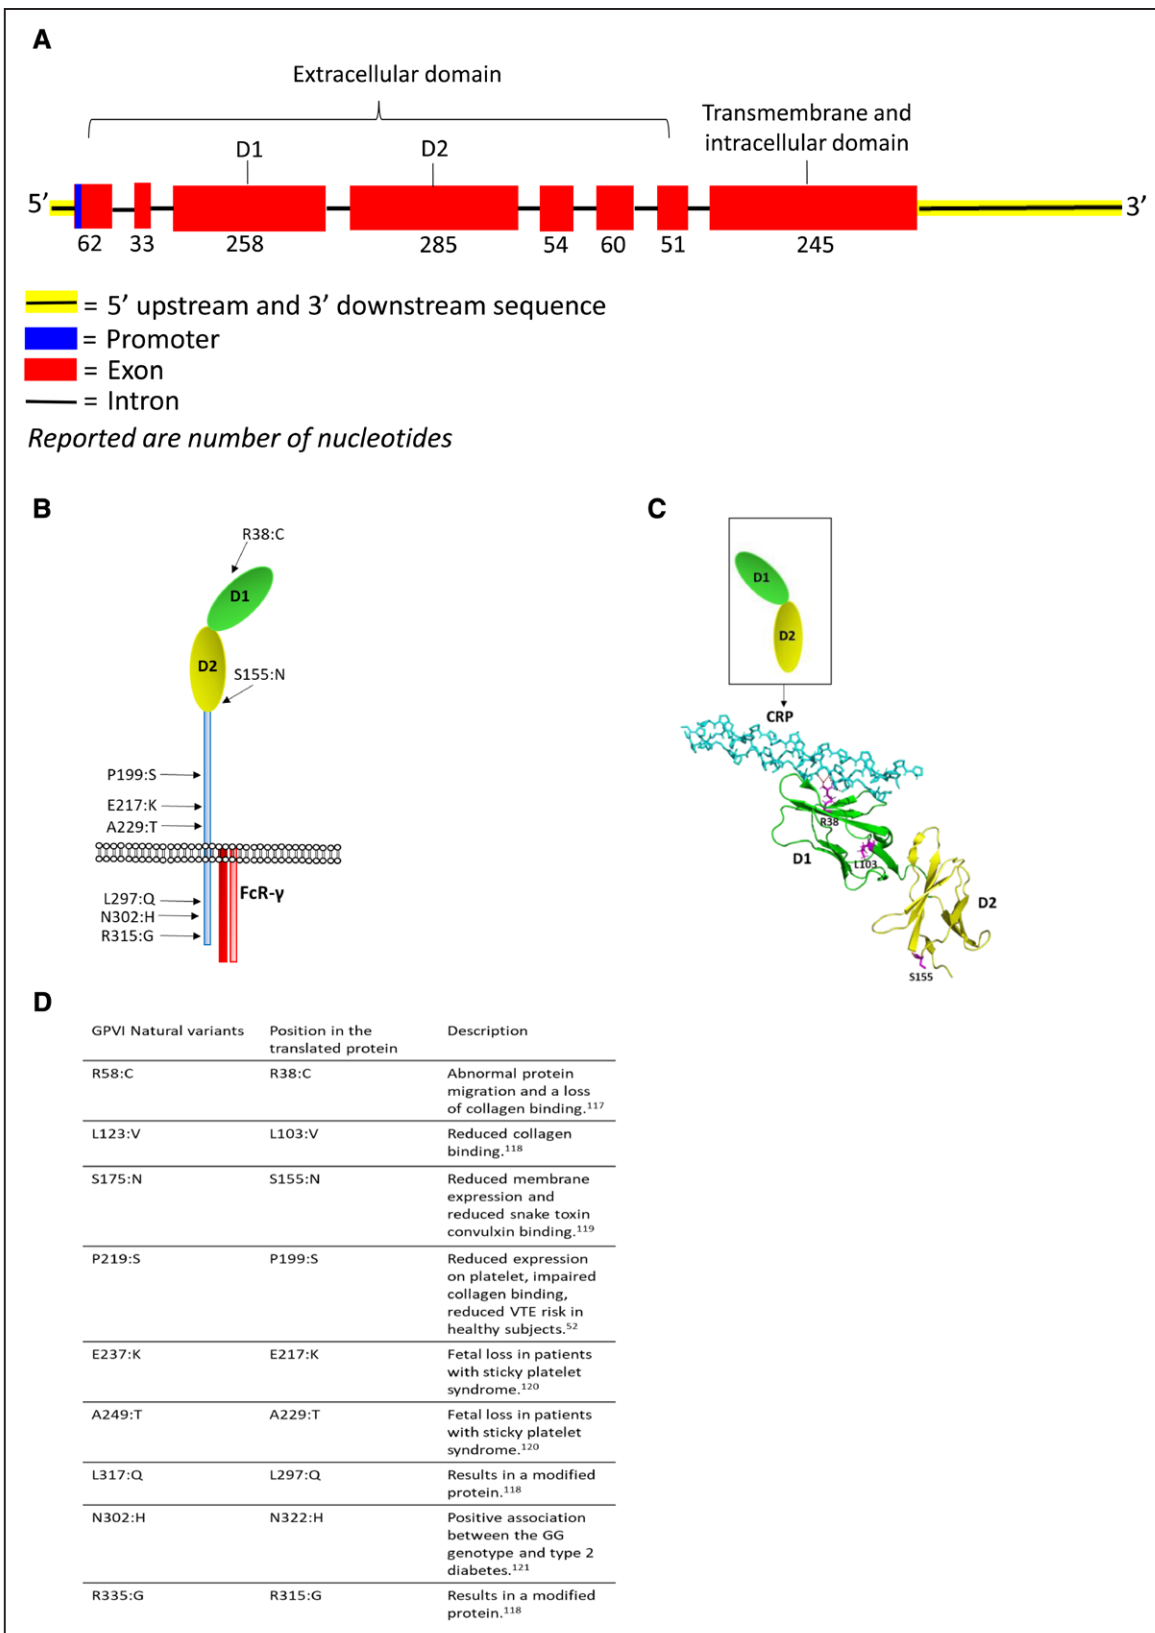 A
Extracellular domain
Transmembrane and
intracellular domain
D1
D2
5’
3’
62 33 258 285 54 60 51 245
= 5’ upstream and 3’ downstream sequence
= Promoter
= Exon
= Intron
Reported are number of nucleotides
B
R38:C
D1
D2
S155:N
P199:S
E217:K
A229:T
FcR-γ
L297:Q
N302:H
R315:G
C
D1
D2
CRP
R38
D1
L103
D2
S155
D
GPVI Natural variants
Position in the
translated protein
Description
R58:C
R38:C
Abnormal protein
migration and a loss
of collagen binding.117
L123:V
L103:V
Reduced collagen
binding.118
S175:N
S155:N
Reduced membrane
expression and
reduced snake toxin
convulxin binding.119
P219:S
P199:S
Reduced expression
on platelet, impaired
collagen binding,
reduced VTE risk in
healthy subjects.52
E237:K
E217:K
Fetal loss in patients
with sticky platelet
syndrome.120
A249:T
A229:T
Fetal loss in patients
with sticky platelet
syndrome.120
L317:Q
L297:Q
Results in a modified
protein.118
N302:H
N322:H
Positive association
between the GG
genotype and type 2
diabetes.121
R335:G
R315:G
Results in a modified
protein.118